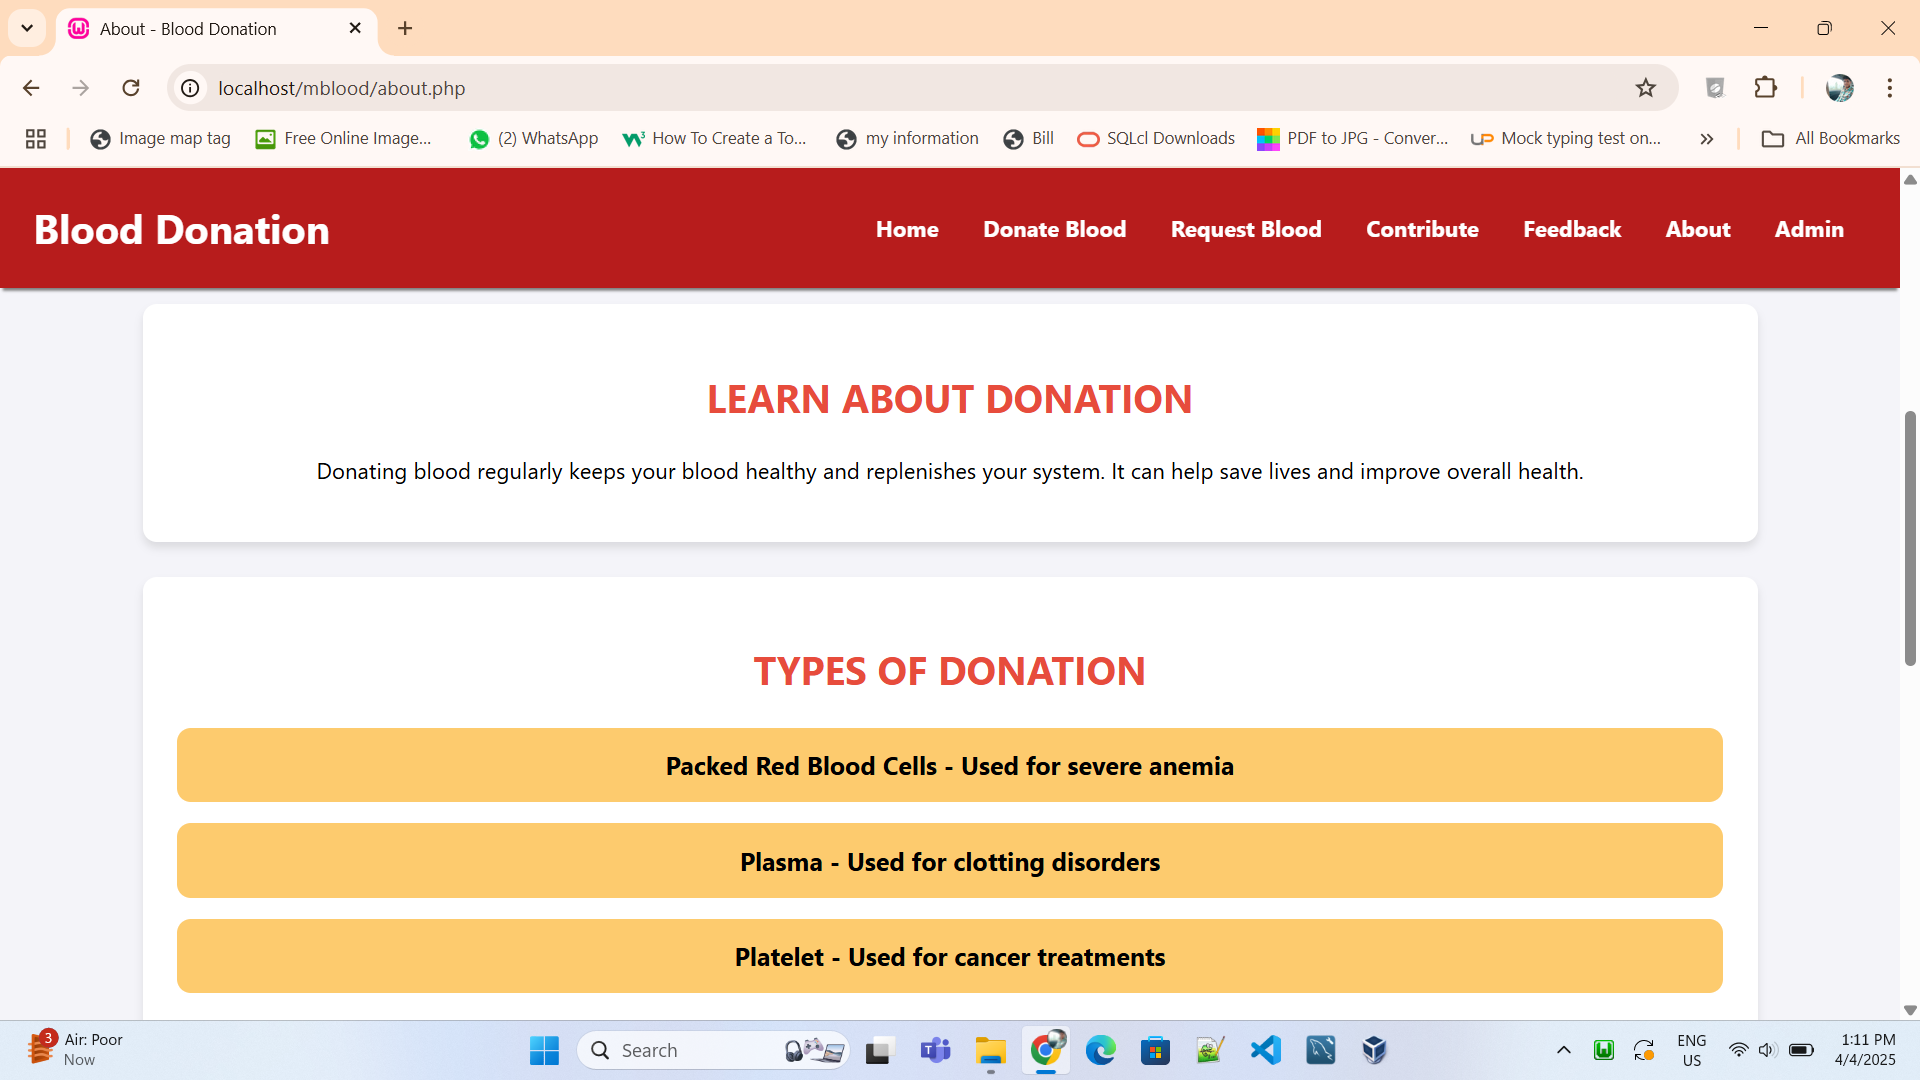 About - Blood Donation
localhost/mblood/about.php
Image map tag
Free Online Image...
(2) WhatsApp
How To Create a To...
my information
Bill
SQLcl Downloads
PDF to JPG - Conver...
Mock typing test on...
All Bookmarks
Blood Donation
Home
Donate Blood
Request Blood
Contribute
Feedback
About
Admin
LEARN ABOUT DONATION
Donating blood regularly keeps your blood healthy and replenishes your system. It can help save lives and improve overall health.
TYPES OF DONATION
Packed Red Blood Cells - Used for severe anemia
Plasma - Used for clotting disorders
Platelet - Used for cancer treatments
3
Air: Poor
Now
Search
ENG
US
1:11 PM
4/4/2025